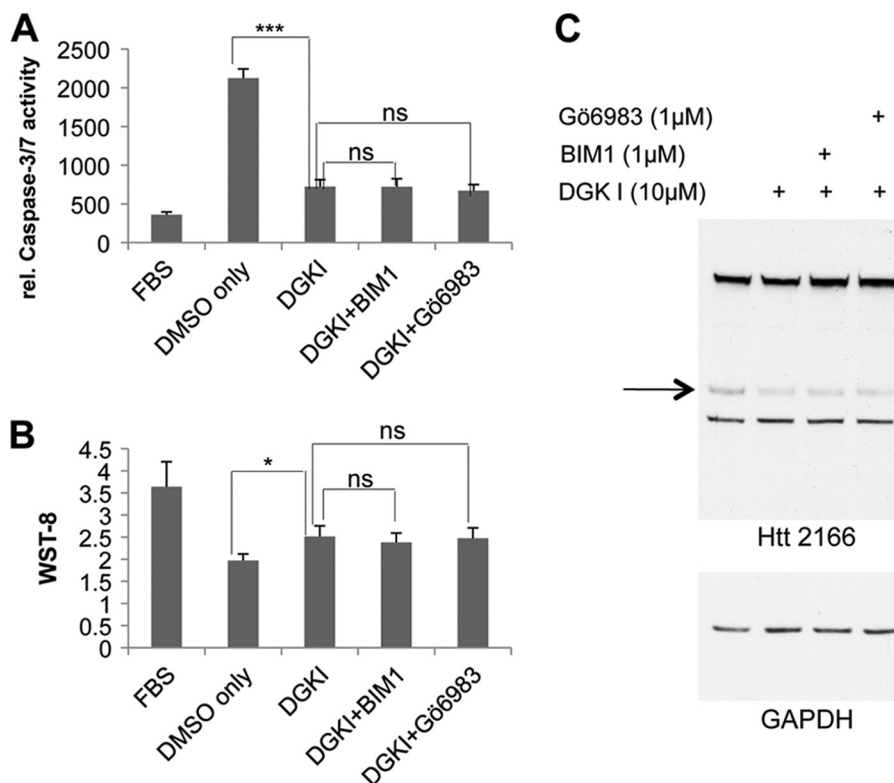 A
rel. Caspase-3/7 activity
2500
2000
1500
1000
500
0
***
ns
ns
FBS
DMSO only
DGKI
DGKI+BIM1
DGKI+Gö6983
B
WST-8
4.5
4
3.5
3
2.5
2
1.5
1
0.5
0
*
ns
ns
FBS
DMSO only
DGKI
DGKI+BIM1
DGKI+Gö6983
C
Gö6983 (1µM) +
BIM1 (1µM) +
DGK I (10µM) + + +
Htt 2166
GAPDH